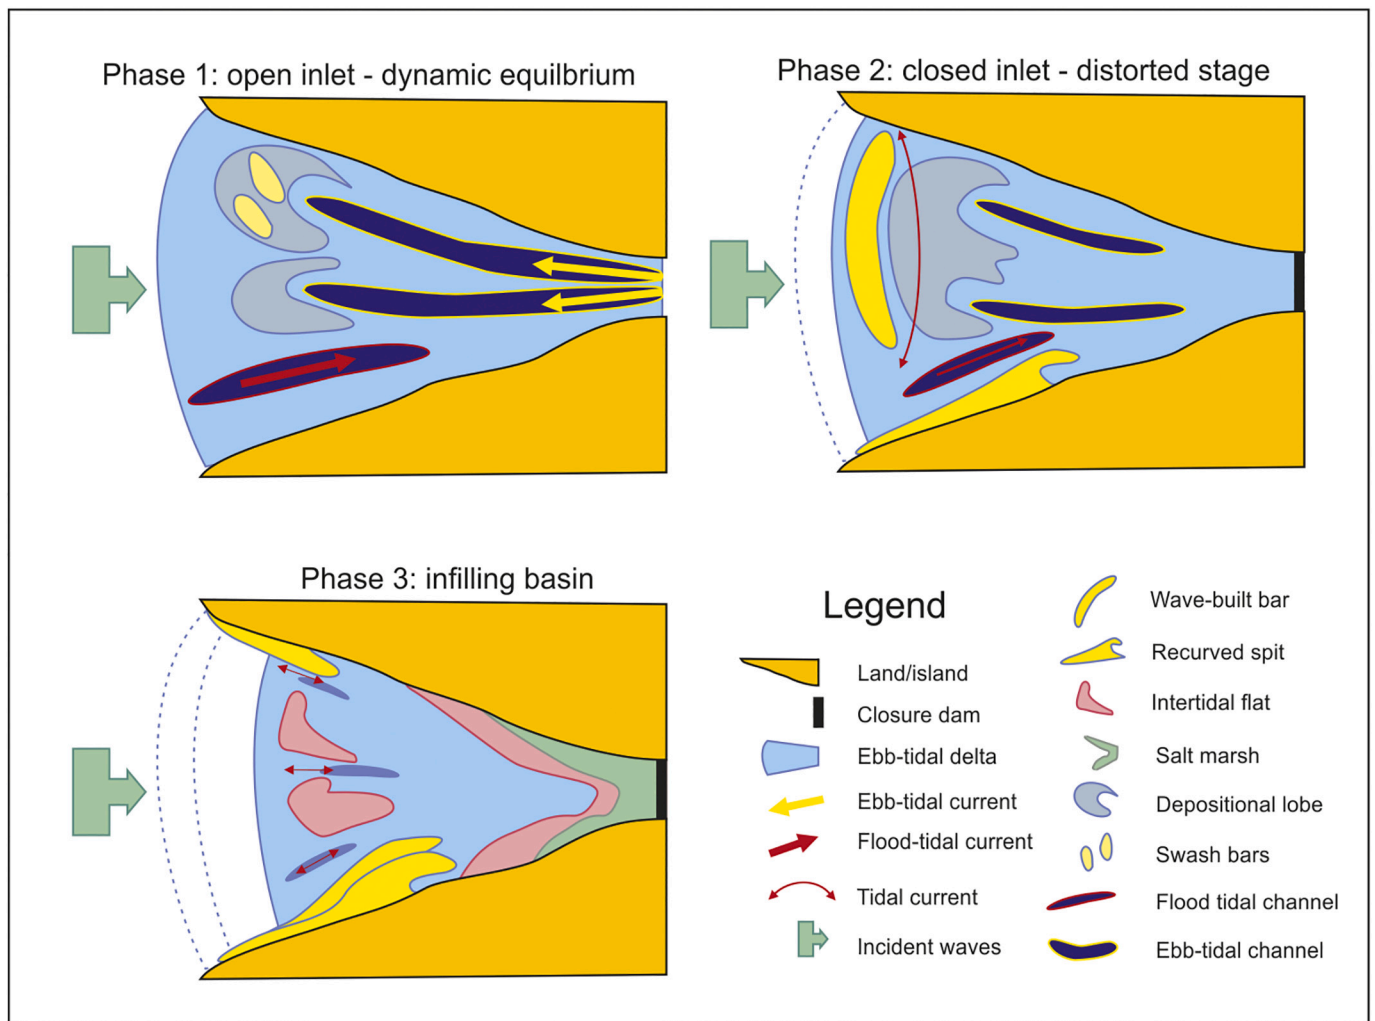 Phase 1: open inlet - dynamic equilbrium
Phase 2: closed inlet - distorted stage
Phase 3: infilling basin
Legend
Land/island
Closure dam
Ebb-tidal delta
Ebb-tidal current
Flood-tidal current
Tidal current
Incident waves
Wave-built bar
Recurved spit
Intertidal flat
Salt marsh
Depositional lobe
Swash bars
Flood tidal channel
Ebb-tidal channel